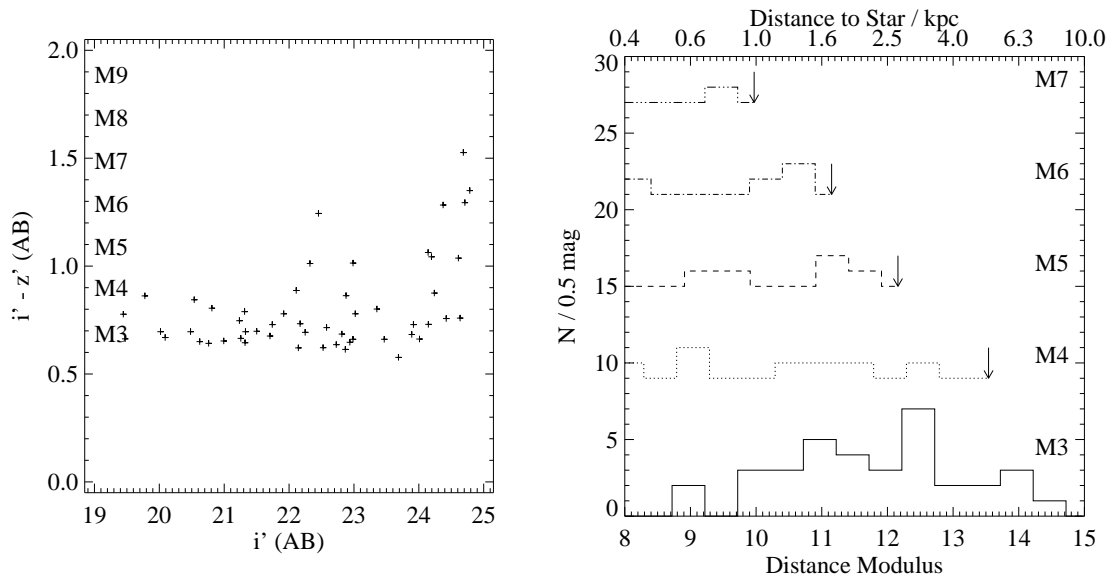 2.0
1.5
1.0
0.5
0.0
i' - z' (AB)
M9
M8
M7
M6
M5
M4
M3
19 20 21 22 23 24 25
i' (AB)
Distance to Star / kpc
0.4 0.6 1.0 1.6 2.5 4.0 6.3 10.0
30
25
20
15
10
5
0
N / 0.5 mag
M7
M6
M5
M4
M3
8 9 10 11 12 13 14 15
Distance Modulus